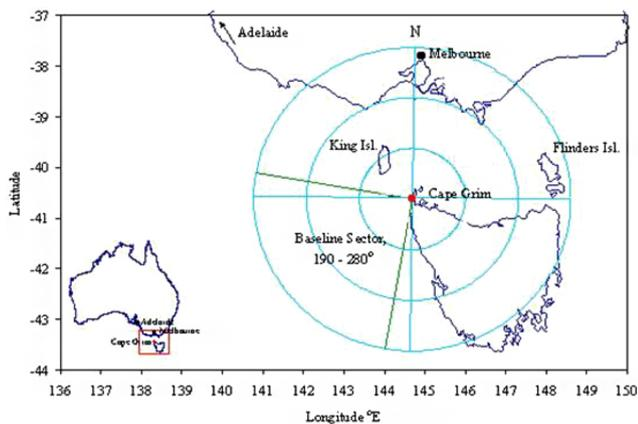 -37
-38
-39
-40
-41
-42
-43
-44
Latitude
136 137 138 139 140 141 142 143 144 145 146 147 148 149 150
Longitude °E
N
Adelaide
Melbourne
King Isl.
Flinders Isl.
Cape Grim
Baseline Sector,
190 - 280°
Adelaide
Melbourne
Cape Grim